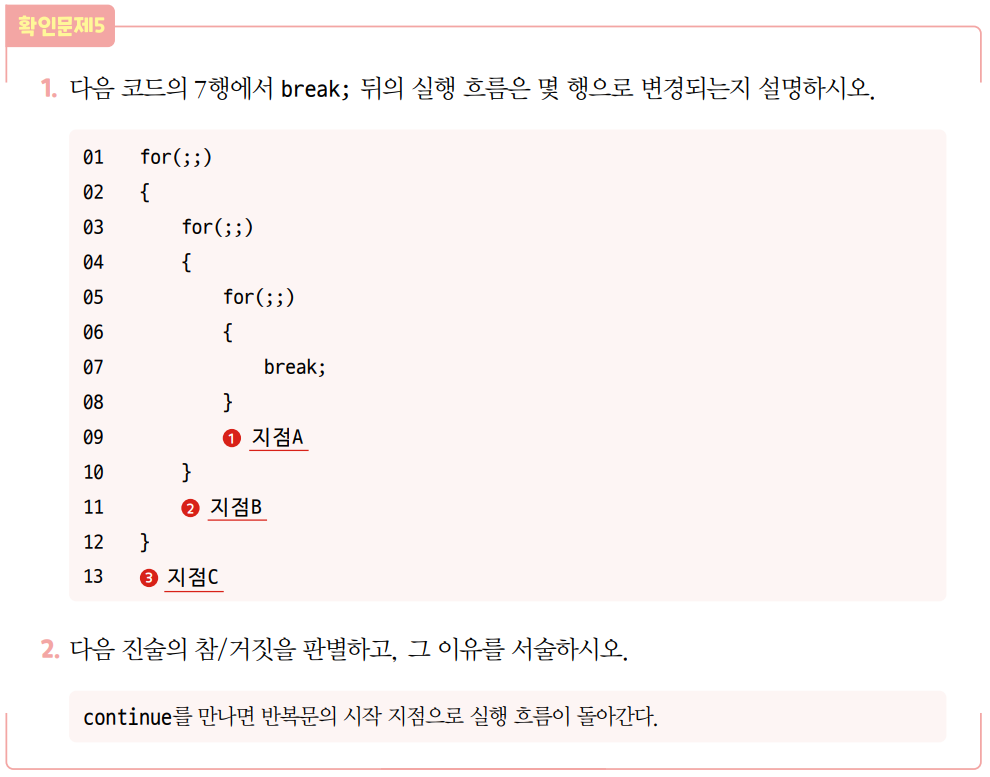 확인문제5
1. 다음 코드의 7행에서 break; 뒤의 실행 흐름은 몇 행으로 변경되는지 설명하시오.
01 for(;;)
02 {
03 for(;;)
04 {
05 for(;;)
06 {
07 break;
08 }
09 ❶ 지점A
10 }
11 ❷ 지점B
12 }
13 ❸ 지점C
2. 다음 진술의 참/거짓을 판별하고, 그 이유를 서술하시오.
continue를 만나면 반복문의 시작 지점으로 실행 흐름이 돌아간다.